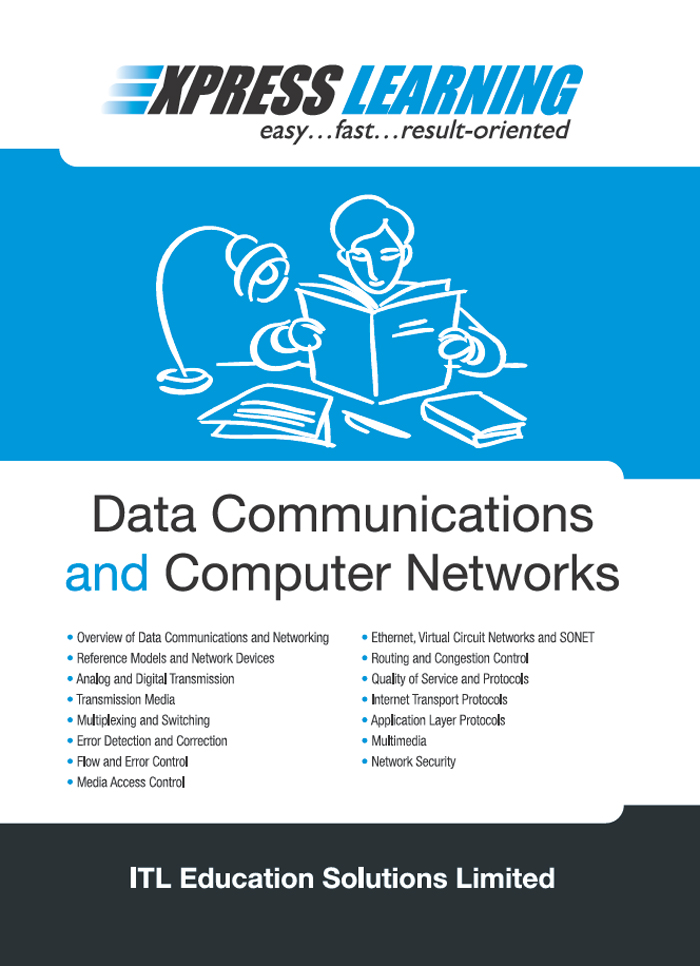 EXPRESS LEARNING
easy...fast...result-oriented
Data Communications
and Computer Networks
• Overview of Data Communications and Networking
• Reference Models and Network Devices
• Analog and Digital Transmission
• Transmission Media
• Multiplexing and Switching
• Error Detection and Correction
• Flow and Error Control
• Media Access Control
• Ethernet, Virtual Circuit Networks and SONET
• Routing and Congestion Control
• Quality of Service and Protocols
• Internet Transport Protocols
• Application Layer Protocols
• Multimedia
• Network Security
ITL Education Solutions Limited